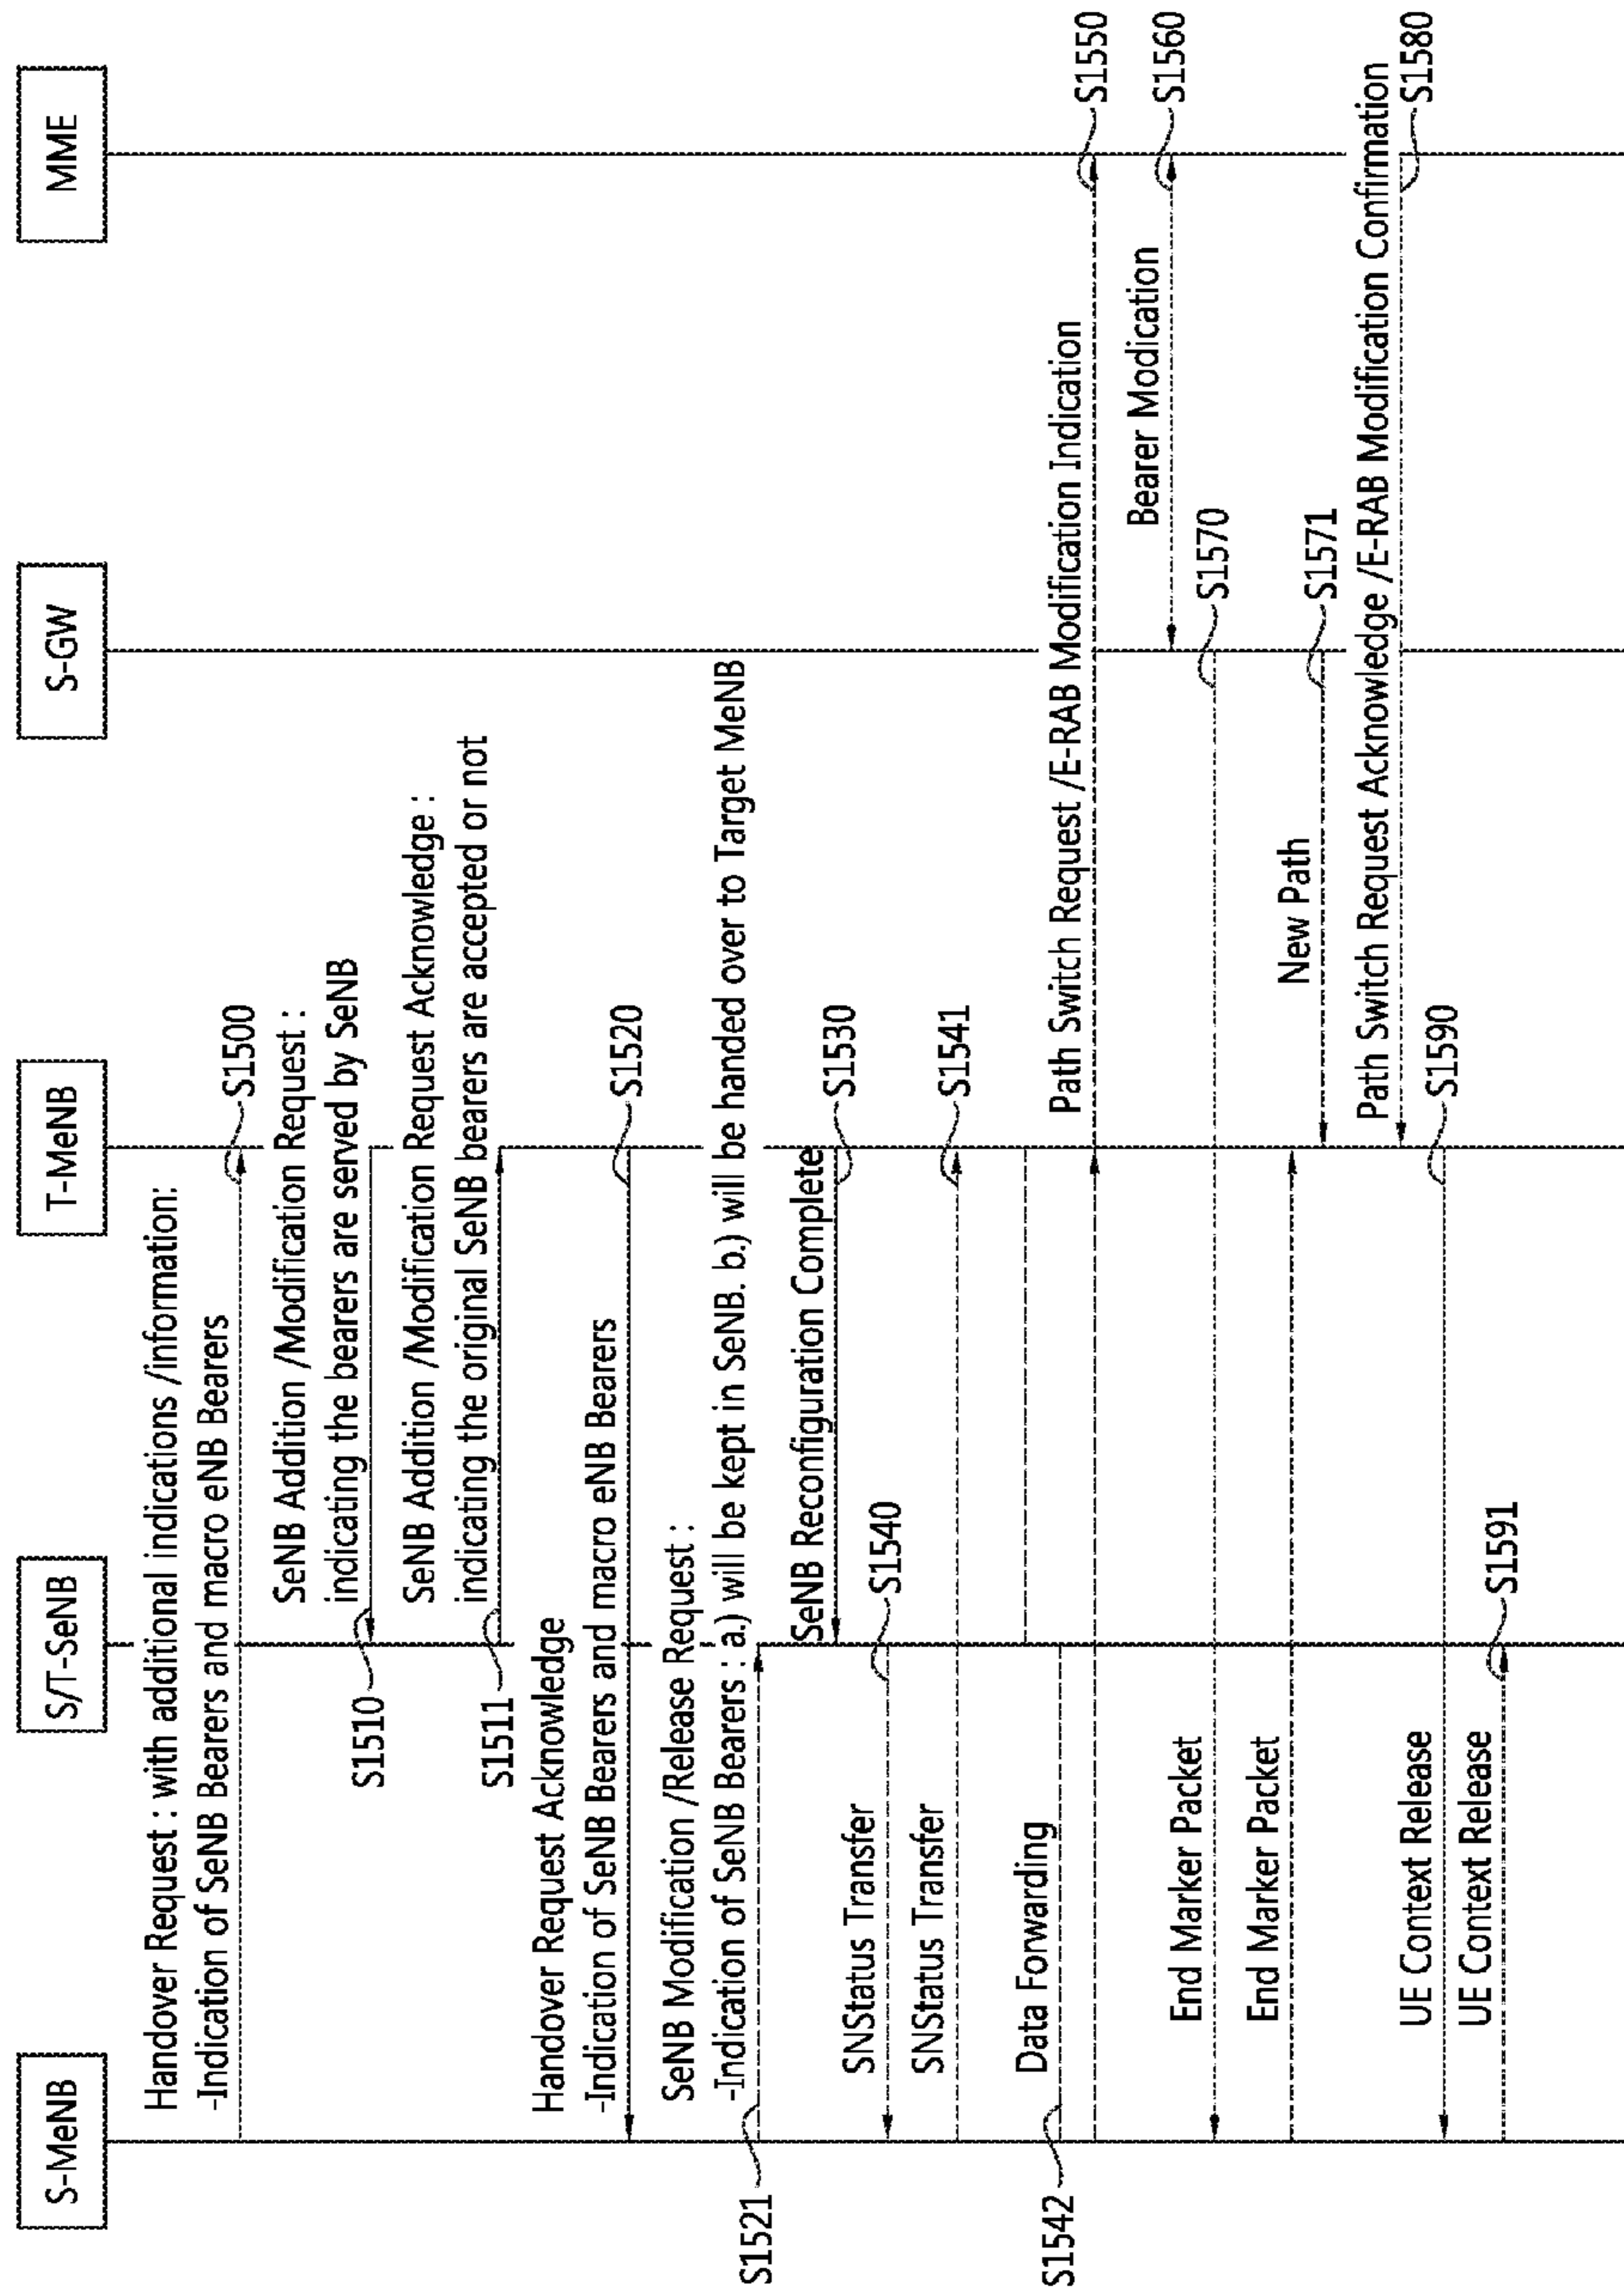 S-MeNB
S/T-SeNB
T-MeNB
S-GW
MME
Handover Request : with additional indications /information:
-Indication of SeNB Bearers and macro eNB Bearers
S1500
SeNB Addition /Modification Request :
indicating the bearers are served by SeNB
S1510
SeNB Addition /Modification Request Acknowledge :
indicating the original SeNB bearers are accepted or not
S1511
Handover Request Acknowledge
-Indication of SeNB Bearers and macro eNB Bearers
S1520
SeNB Modification /Release Request :
-Indication of SeNB Bearers : a.) will be kept in SeNB. b.) will be handed over to Target MeNB
S1521
SeNB Reconfiguration Complete
S1530
SNStatus Transfer
S1540
SNStatus Transfer
S1541
Data Forwarding
S1542
Path Switch Request /E-RAB Modification Indication
S1550
Bearer Modication
S1560
End Marker Packet
S1570
End Marker Packet
New Path
S1571
Path Switch Request Acknowledge /E-RAB Modification Confirmation
S1580
UE Context Release
S1590
UE Context Release
S1591